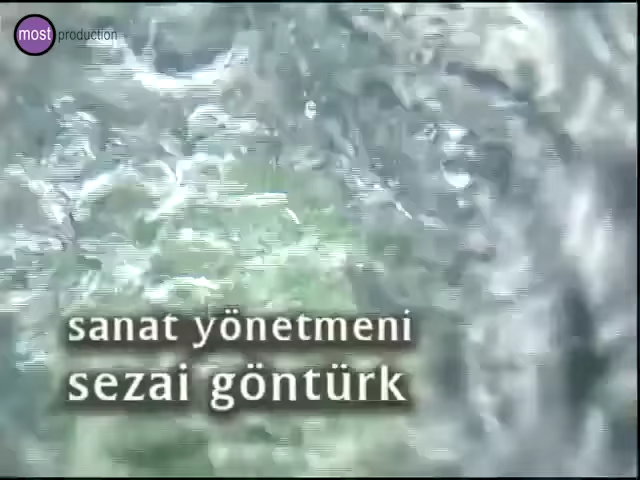 most production
sanat yönetmeni
sezai göntürk